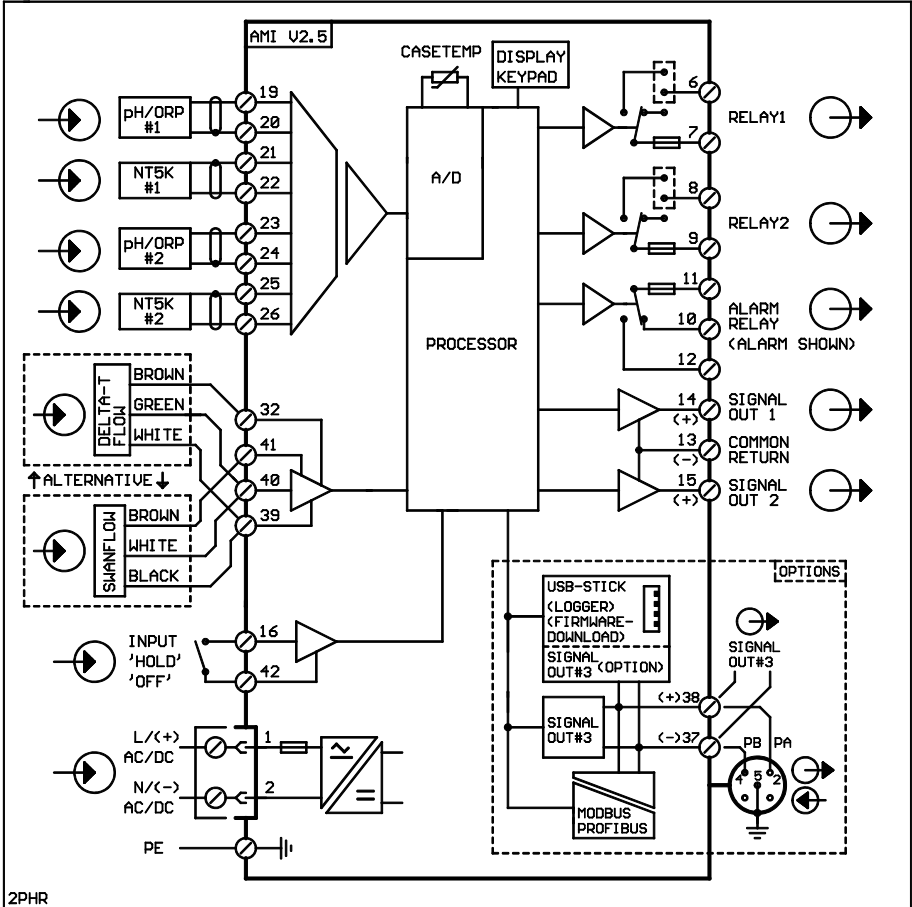 AMI V2.5
CASETEMP
DISPLAY
KEYPAD
pH/ORP
#1
19
20
NT5K
#1
21
22
pH/ORP
#2
23
24
NT5K
#2
25
26
A/D
PROCESSOR
6
7
RELAY1
8
9
RELAY2
11
10
12
ALARM
RELAY
(ALARM SHOWN)
14
(+)
SIGNAL
OUT 1
13
(-)
COMMON
RETURN
15
(+)
SIGNAL
OUT 2
DELTA-T
FLOW
BROWN
GREEN
WHITE
32
41
40
39
↑ALTERNATIVE↓
SWANFLOW
BROWN
WHITE
BLACK
INPUT
'HOLD'
'OFF'
16
42
L/(+)
AC/DC
1
N/(-)
AC/DC
2
PE
OPTIONS
USB-STICK
(LOGGER)
(FIRMWARE-
DOWNLOAD)
SIGNAL
OUT#3
(OPTION)
SIGNAL
OUT#3
SIGNAL
OUT#3
(+)38
(-)37
PB PA
4
5
2
MODBUS
PROFIBUS
2PHR